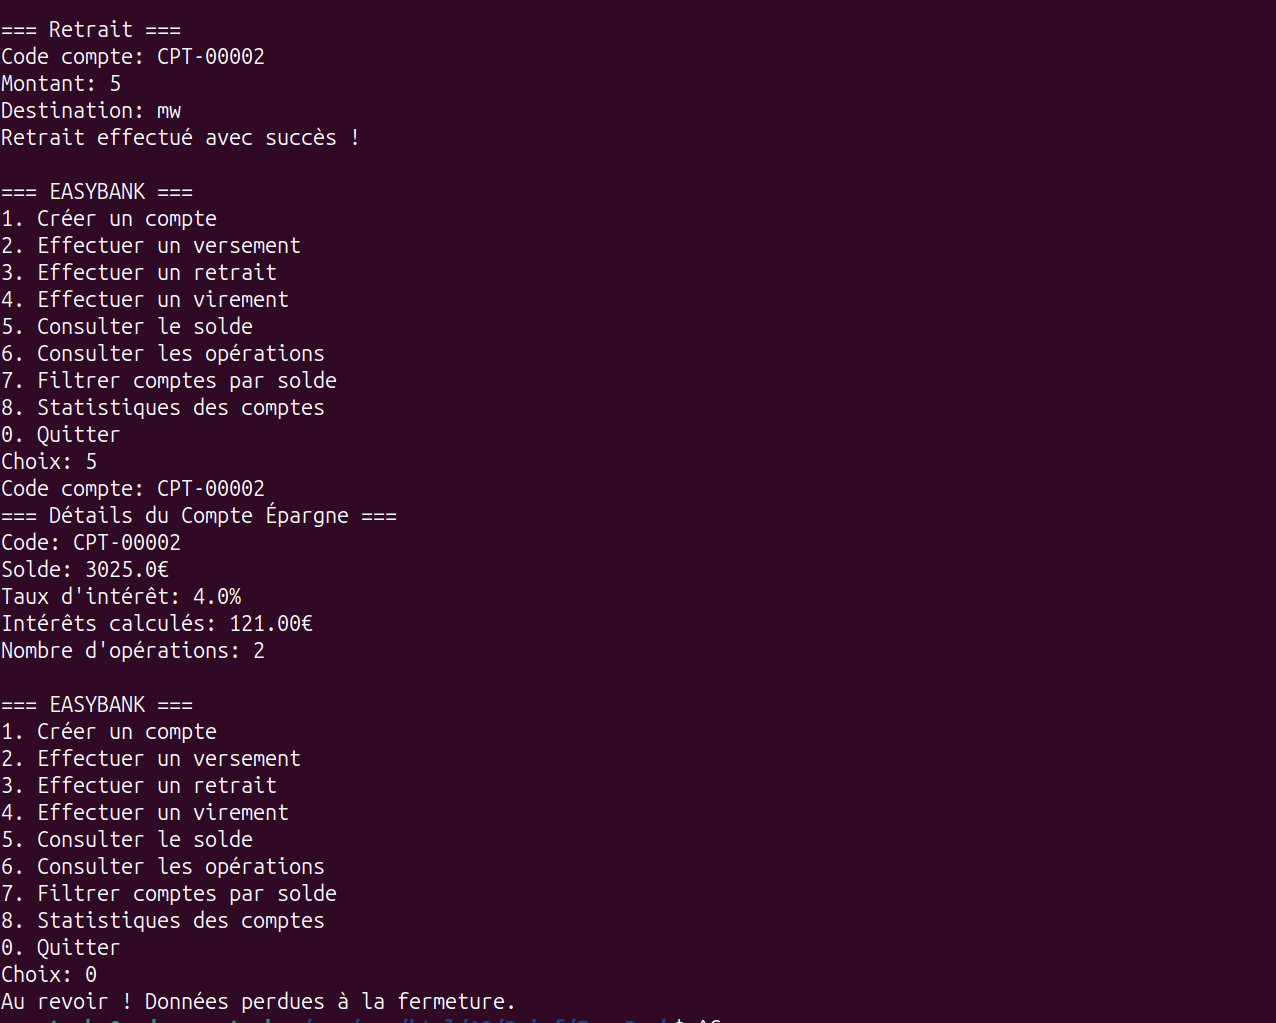 === Retrait ===
Code compte: CPT-00002
Montant: 5
Destination: mw
Retrait effectué avec succès !
=== EASYBANK ===
1. Créer un compte
2. Effectuer un versement
3. Effectuer un retrait
4. Effectuer un virement
5. Consulter le solde
6. Consulter les opérations
7. Filtrer comptes par solde
8. Statistiques des comptes
0. Quitter
Choix: 5
Code compte: CPT-00002
=== Détails du Compte Épargne ===
Code: CPT-00002
Solde: 3025.0€
Taux d'intérêt: 4.0%
Intérêts calculés: 121.00€
Nombre d'opérations: 2
=== EASYBANK ===
1. Créer un compte
2. Effectuer un versement
3. Effectuer un retrait
4. Effectuer un virement
5. Consulter le solde
6. Consulter les opérations
7. Filtrer comptes par solde
8. Statistiques des comptes
0. Quitter
Choix: 0
Au revoir ! Données perdues à la fermeture.